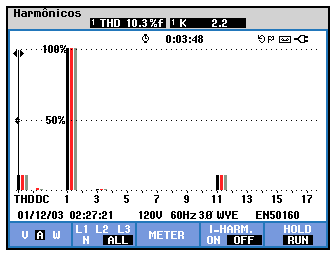 Harmônicos
1 THD 10.3%f 1 K 2.2
0:03:48
100%
50%
THDDC 1 3 5 7 9 11 13 15 17
01/12/03 02:27:21 120V 60Hz 3Ø WYE EN50160
V A W L1 L2 L3 METER I-HARM. HOLD
N ALL ON OFF RUN